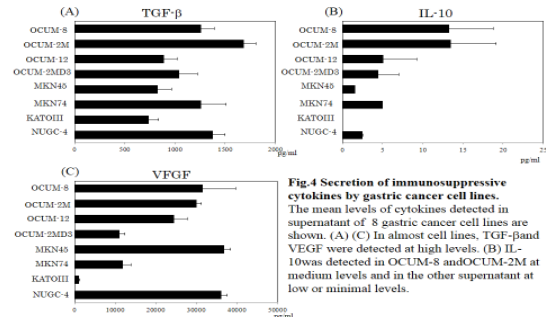 (A)
TGF-β
OCUM-8
OCUM-2M
OCUM-12
OCUM-2MD3
MKN45
MKN74
KATOIII
NUGC-4
0
500
1000
1500
2000
pg/ml
(B)
IL-10
OCUM-8
OCUM-2M
OCUM-12
OCUM-2MD3
MKN45
MKN74
KATOIII
NUGC-4
0
5
10
15
20
25
pg/ml
(C)
VFGF
OCUM-8
OCUM-2M
OCUM-12
OCUM-2MD3
MKN45
MKN74
KATOIII
NUGC-4
0
10000
20000
30000
40000
50000
pg/ml
Fig.4 Secretion of immunosuppressive
cytokines by gastric cancer cell lines.
The mean levels of cytokines detected in
supernatant of 8 gastric cancer cell lines are
shown. (A) (C) In almost cell lines, TGF-βand
VEGF were detected at high levels. (B) IL-
10was detected in OCUM-8 andOCUM-2M at
medium levels and in the other supernatant at
low or minimal levels.